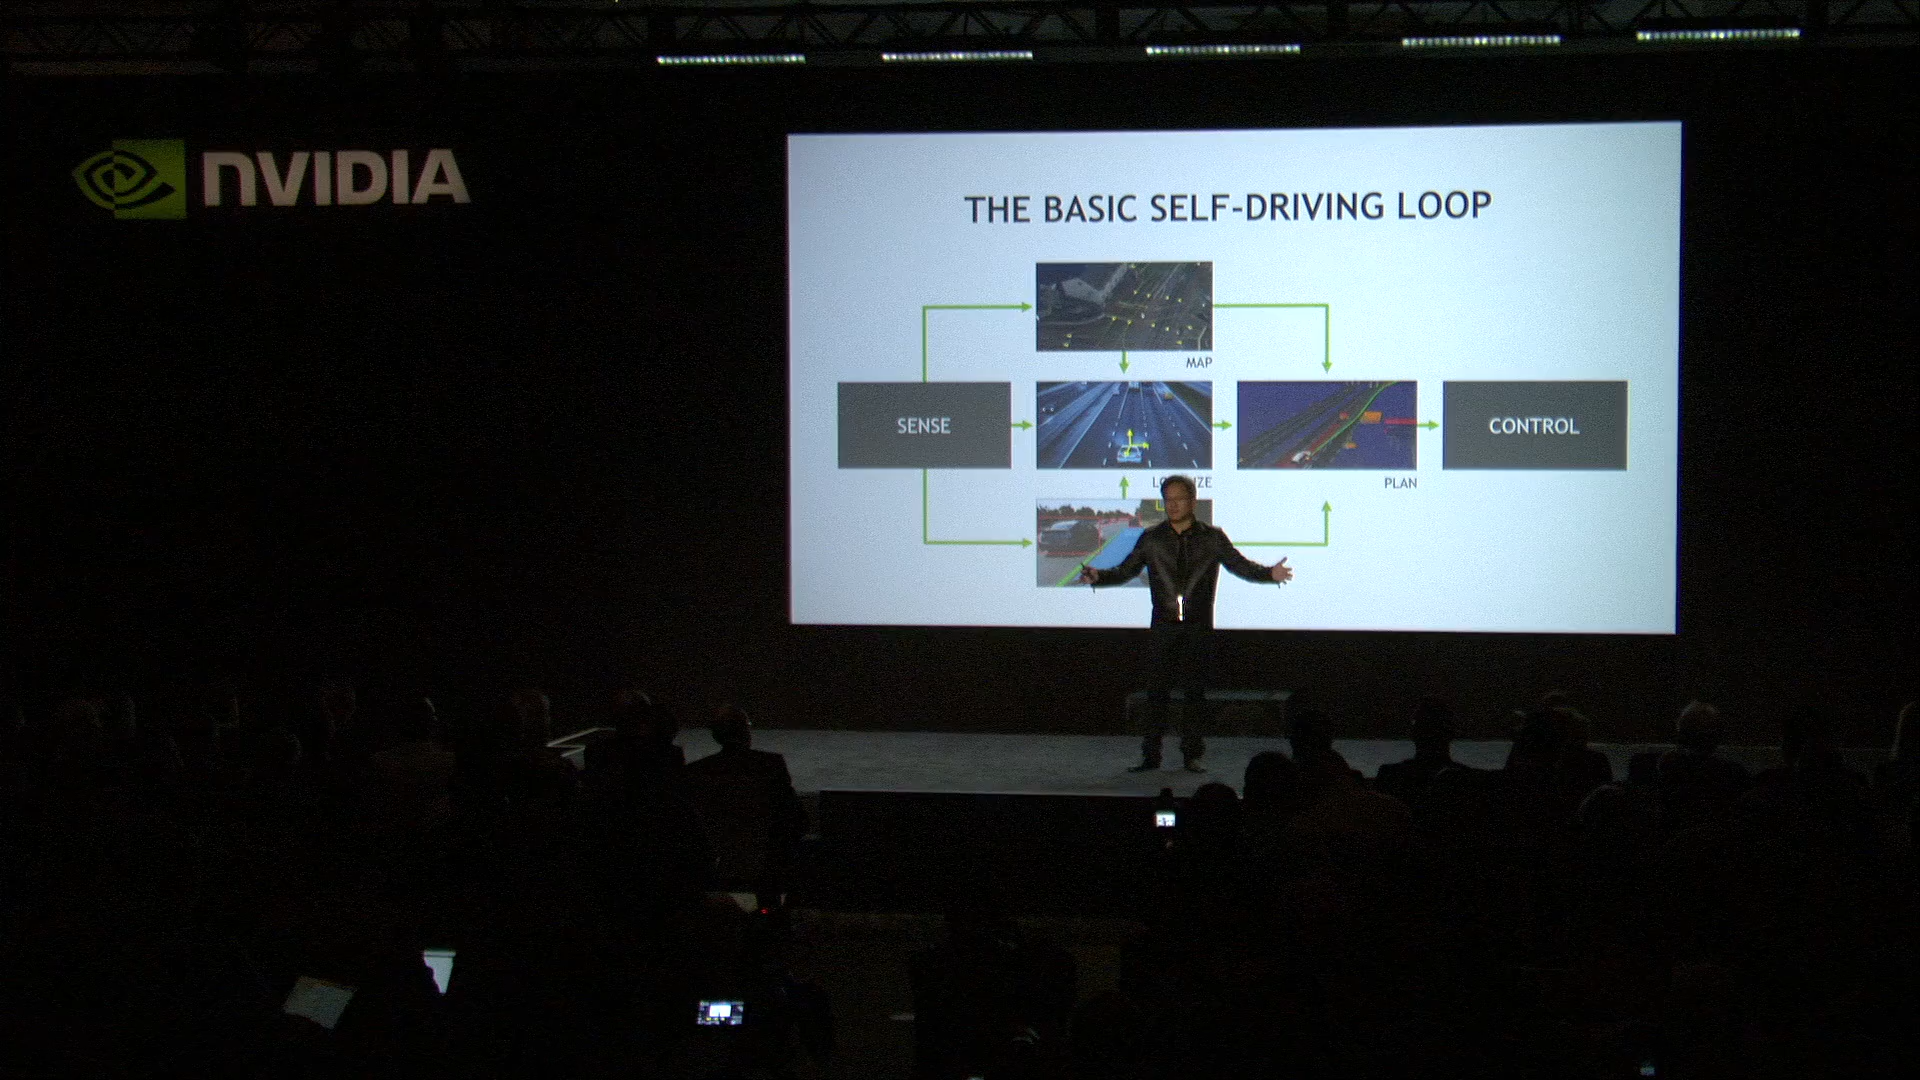 NVIDIA
THE BASIC SELF-DRIVING LOOP
MAP
SENSE
CONTROL
PLAN